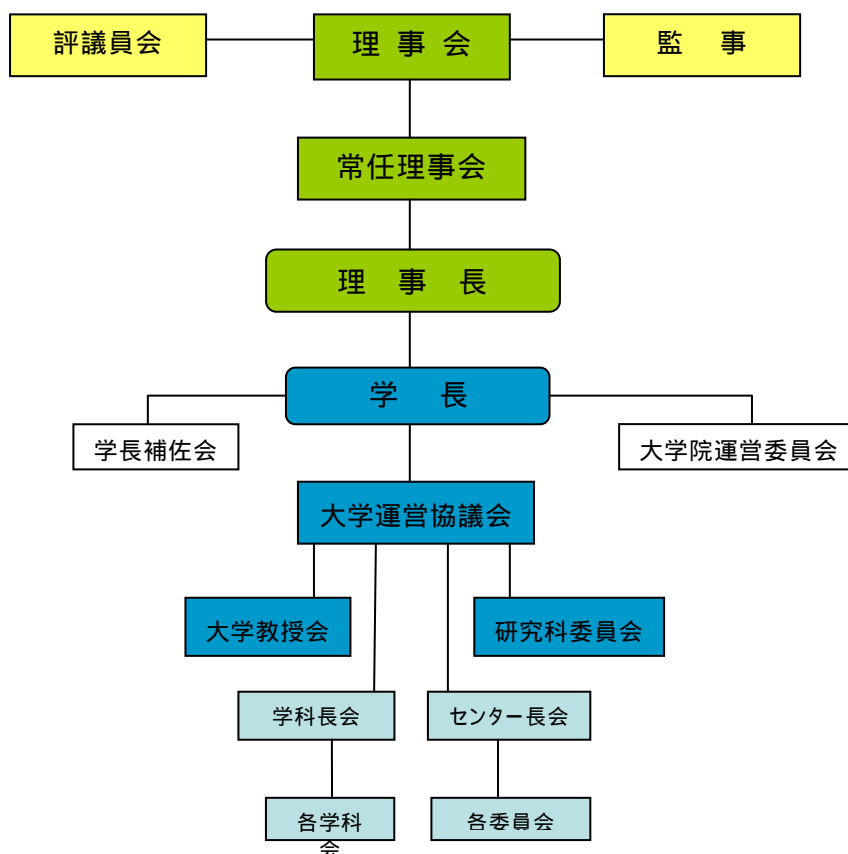 評議員会
理事会
監事
常任理事会
理事長
学長
学長補佐会
大学院運営委員会
大学運営協議会
大学教授会
研究科委員会
学科長会
センター長会
各学科
会
各委員会